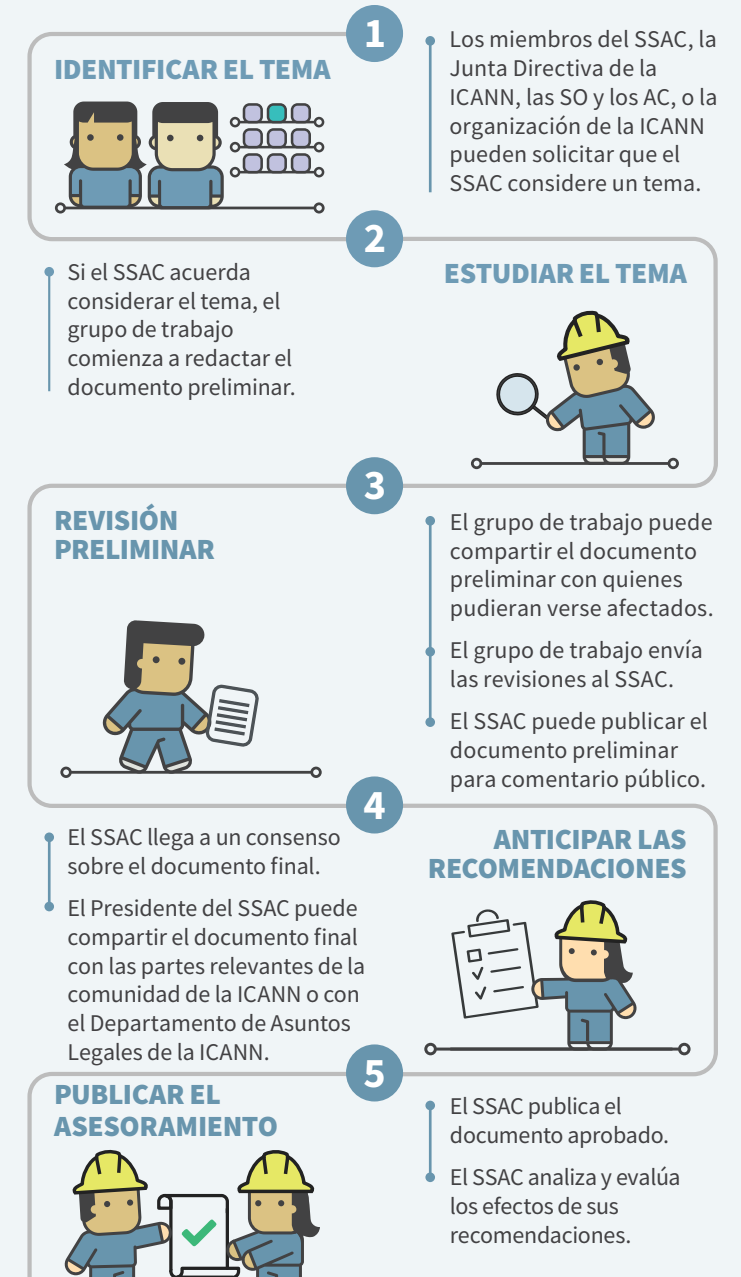 1
IDENTIFICAR EL TEMA
Los miembros del SSAC, la
Junta Directiva de la
ICANN, las SO y los AC, o la
organización de la ICANN
pueden solicitar que el
SSAC considere un tema.
2
ESTUDIAR EL TEMA
Si el SSAC acuerda
considerar el tema, el
grupo de trabajo
comienza a redactar el
documento preliminar.
3
REVISIÓN
PRELIMINAR
El grupo de trabajo puede
compartir el documento
preliminar con quienes
pudieran verse afectados.
El grupo de trabajo envía
las revisiones al SSAC.
El SSAC puede publicar el
documento preliminar
para comentario público.
4
ANTICIPAR LAS
RECOMENDACIONES
El SSAC llega a un consenso
sobre el documento final.
El Presidente del SSAC puede
compartir el documento final
con las partes relevantes de la
comunidad de la ICANN o con
el Departamento de Asuntos
Legales de la ICANN.
5
PUBLICAR EL
ASESORAMIENTO
El SSAC publica el
documento aprobado.
El SSAC analiza y evalúa
los efectos de sus
recomendaciones.